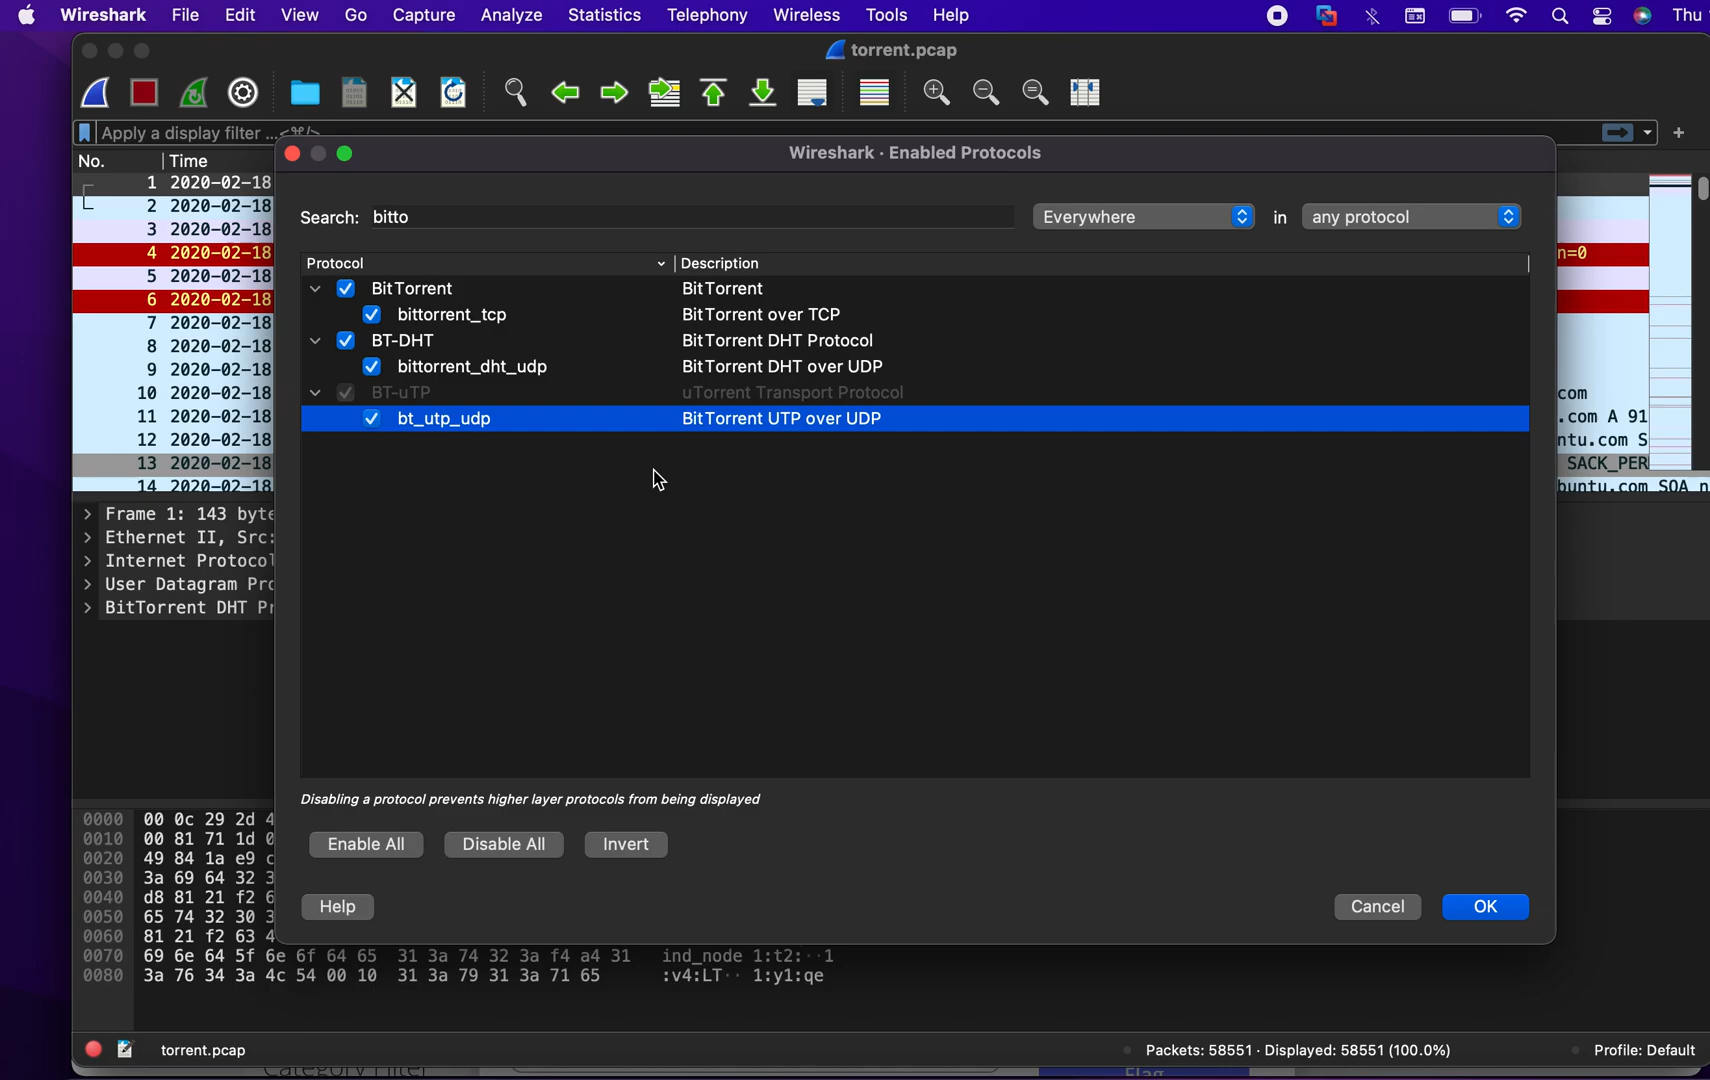 Wireshark File Edit View Go Capture Analyze Statistics Telephony Wireless Tools Help Thu
torrent.pcap
Apply a display filter ... <⌘/>
Wireshark · Enabled Protocols
No. Time
Search: bitto Everywhere in any protocol
Protocol Description
BitTorrent BitTorrent
bittorrent_tcp BitTorrent over TCP
BT-DHT BitTorrent DHT Protocol
bittorrent_dht_udp BitTorrent DHT over UDP
BT-uTP uTorrent Transport Protocol
bt_utp_udp BitTorrent UTP over UDP
Disabling a protocol prevents higher layer protocols from being displayed
Enable All Disable All Invert
Help Cancel OK
1 2020-02-18
2 2020-02-18
3 2020-02-18
4 2020-02-18 n=0
5 2020-02-18
6 2020-02-18
7 2020-02-18
8 2020-02-18
9 2020-02-18
10 2020-02-18 com
11 2020-02-18 .com A 91
12 2020-02-18 ntu.com S
13 2020-02-18 SACK_PER
14 2020-02-18 buntu.com SOA n
Frame 1: 143 byte
Ethernet II, Src:
Internet Protocol
User Datagram Pro
BitTorrent DHT Pr
0000 00 0c 29 2d 4
0010 00 81 71 1d 0
0020 49 84 1a e9 c
0030 3a 69 64 32 3
0040 d8 81 21 f2 6
0050 65 74 32 30 3
0060 81 21 f2 63 4
0070 69 6e 64 5f 6e 6f 64 65 31 3a 74 32 3a f4 a4 31 ind_node 1:t2:··1
0080 3a 76 34 3a 4c 54 00 10 31 3a 79 31 3a 71 65 :v4:LT·· 1:y1:qe
torrent.pcap Packets: 58551 · Displayed: 58551 (100.0%) Profile: Default
Category Filter Flag